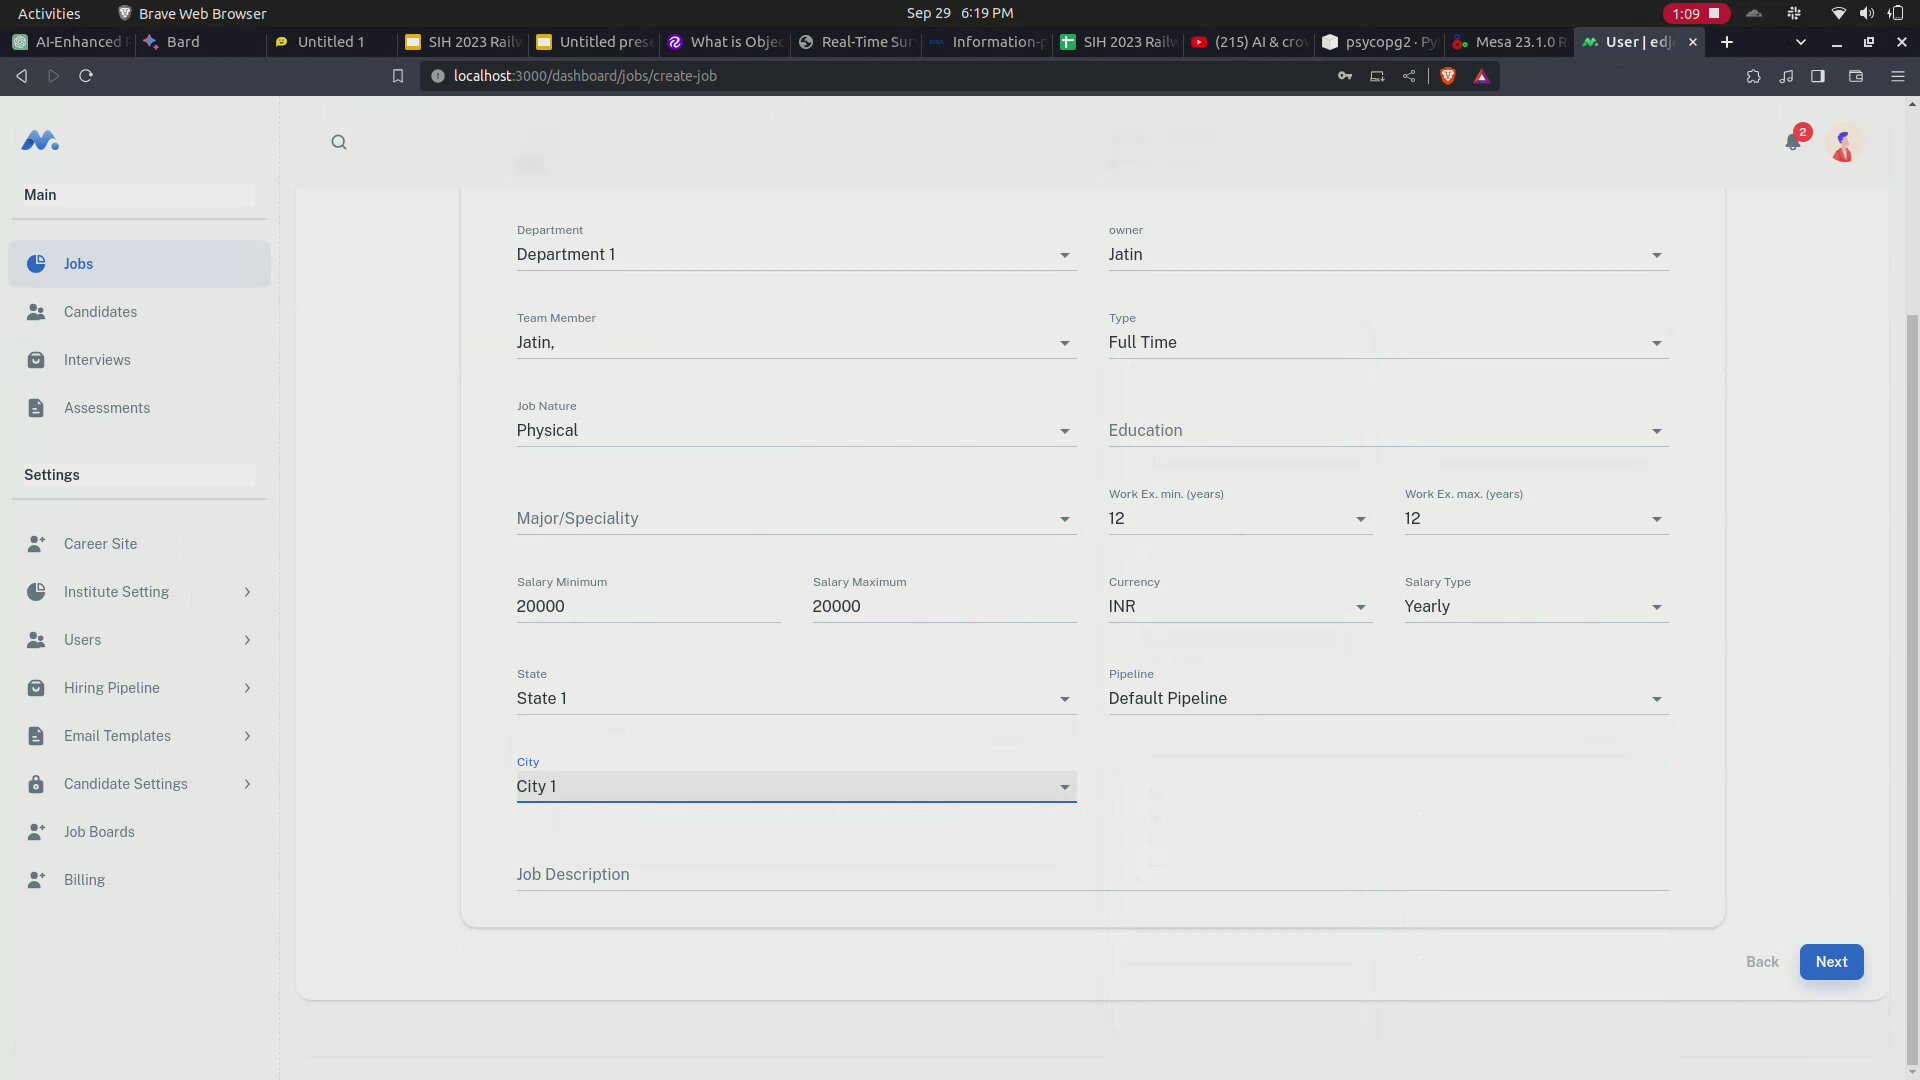 Activities Brave Web Browser Sep 29 6:19 PM 1:09
AI-Enhanced Bard Untitled 1 SIH 2023 Railw Untitled prese What is Objec Real-Time Sur Information-p SIH 2023 Railw (215) AI & crow psycopg2 · Py Mesa 23.1.0 R User | edj
localhost:3000/dashboard/jobs/create-job
2
Main
Jobs
Candidates
Interviews
Assessments
Settings
Career Site
Institute Setting
Users
Hiring Pipeline
Email Templates
Candidate Settings
Job Boards
Billing
Department owner
Department 1 Jatin
Team Member Type
Jatin, Full Time
Job Nature
Physical Education
Work Ex. min. (years) Work Ex. max. (years)
Major/Speciality 12 12
Salary Minimum Salary Maximum Currency Salary Type
20000 20000 INR Yearly
State Pipeline
State 1 Default Pipeline
City
City 1
Job Description
Back Next